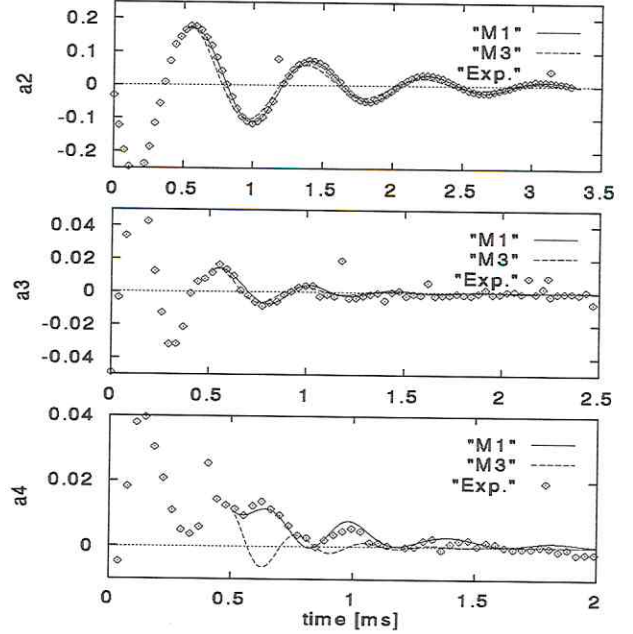 0.2
0.1
0
-0.1
-0.2
a2
"M1"
"M3"
"Exp."
0 0.5 1 1.5 2 2.5 3 3.5
0.04
0.02
0
-0.02
-0.04
a3
"M1"
"M3"
"Exp."
0 0.5 1 1.5 2 2.5
0.04
0.02
0
a4
"M1"
"M3"
"Exp."
0 0.5 1 1.5 2
time [ms]